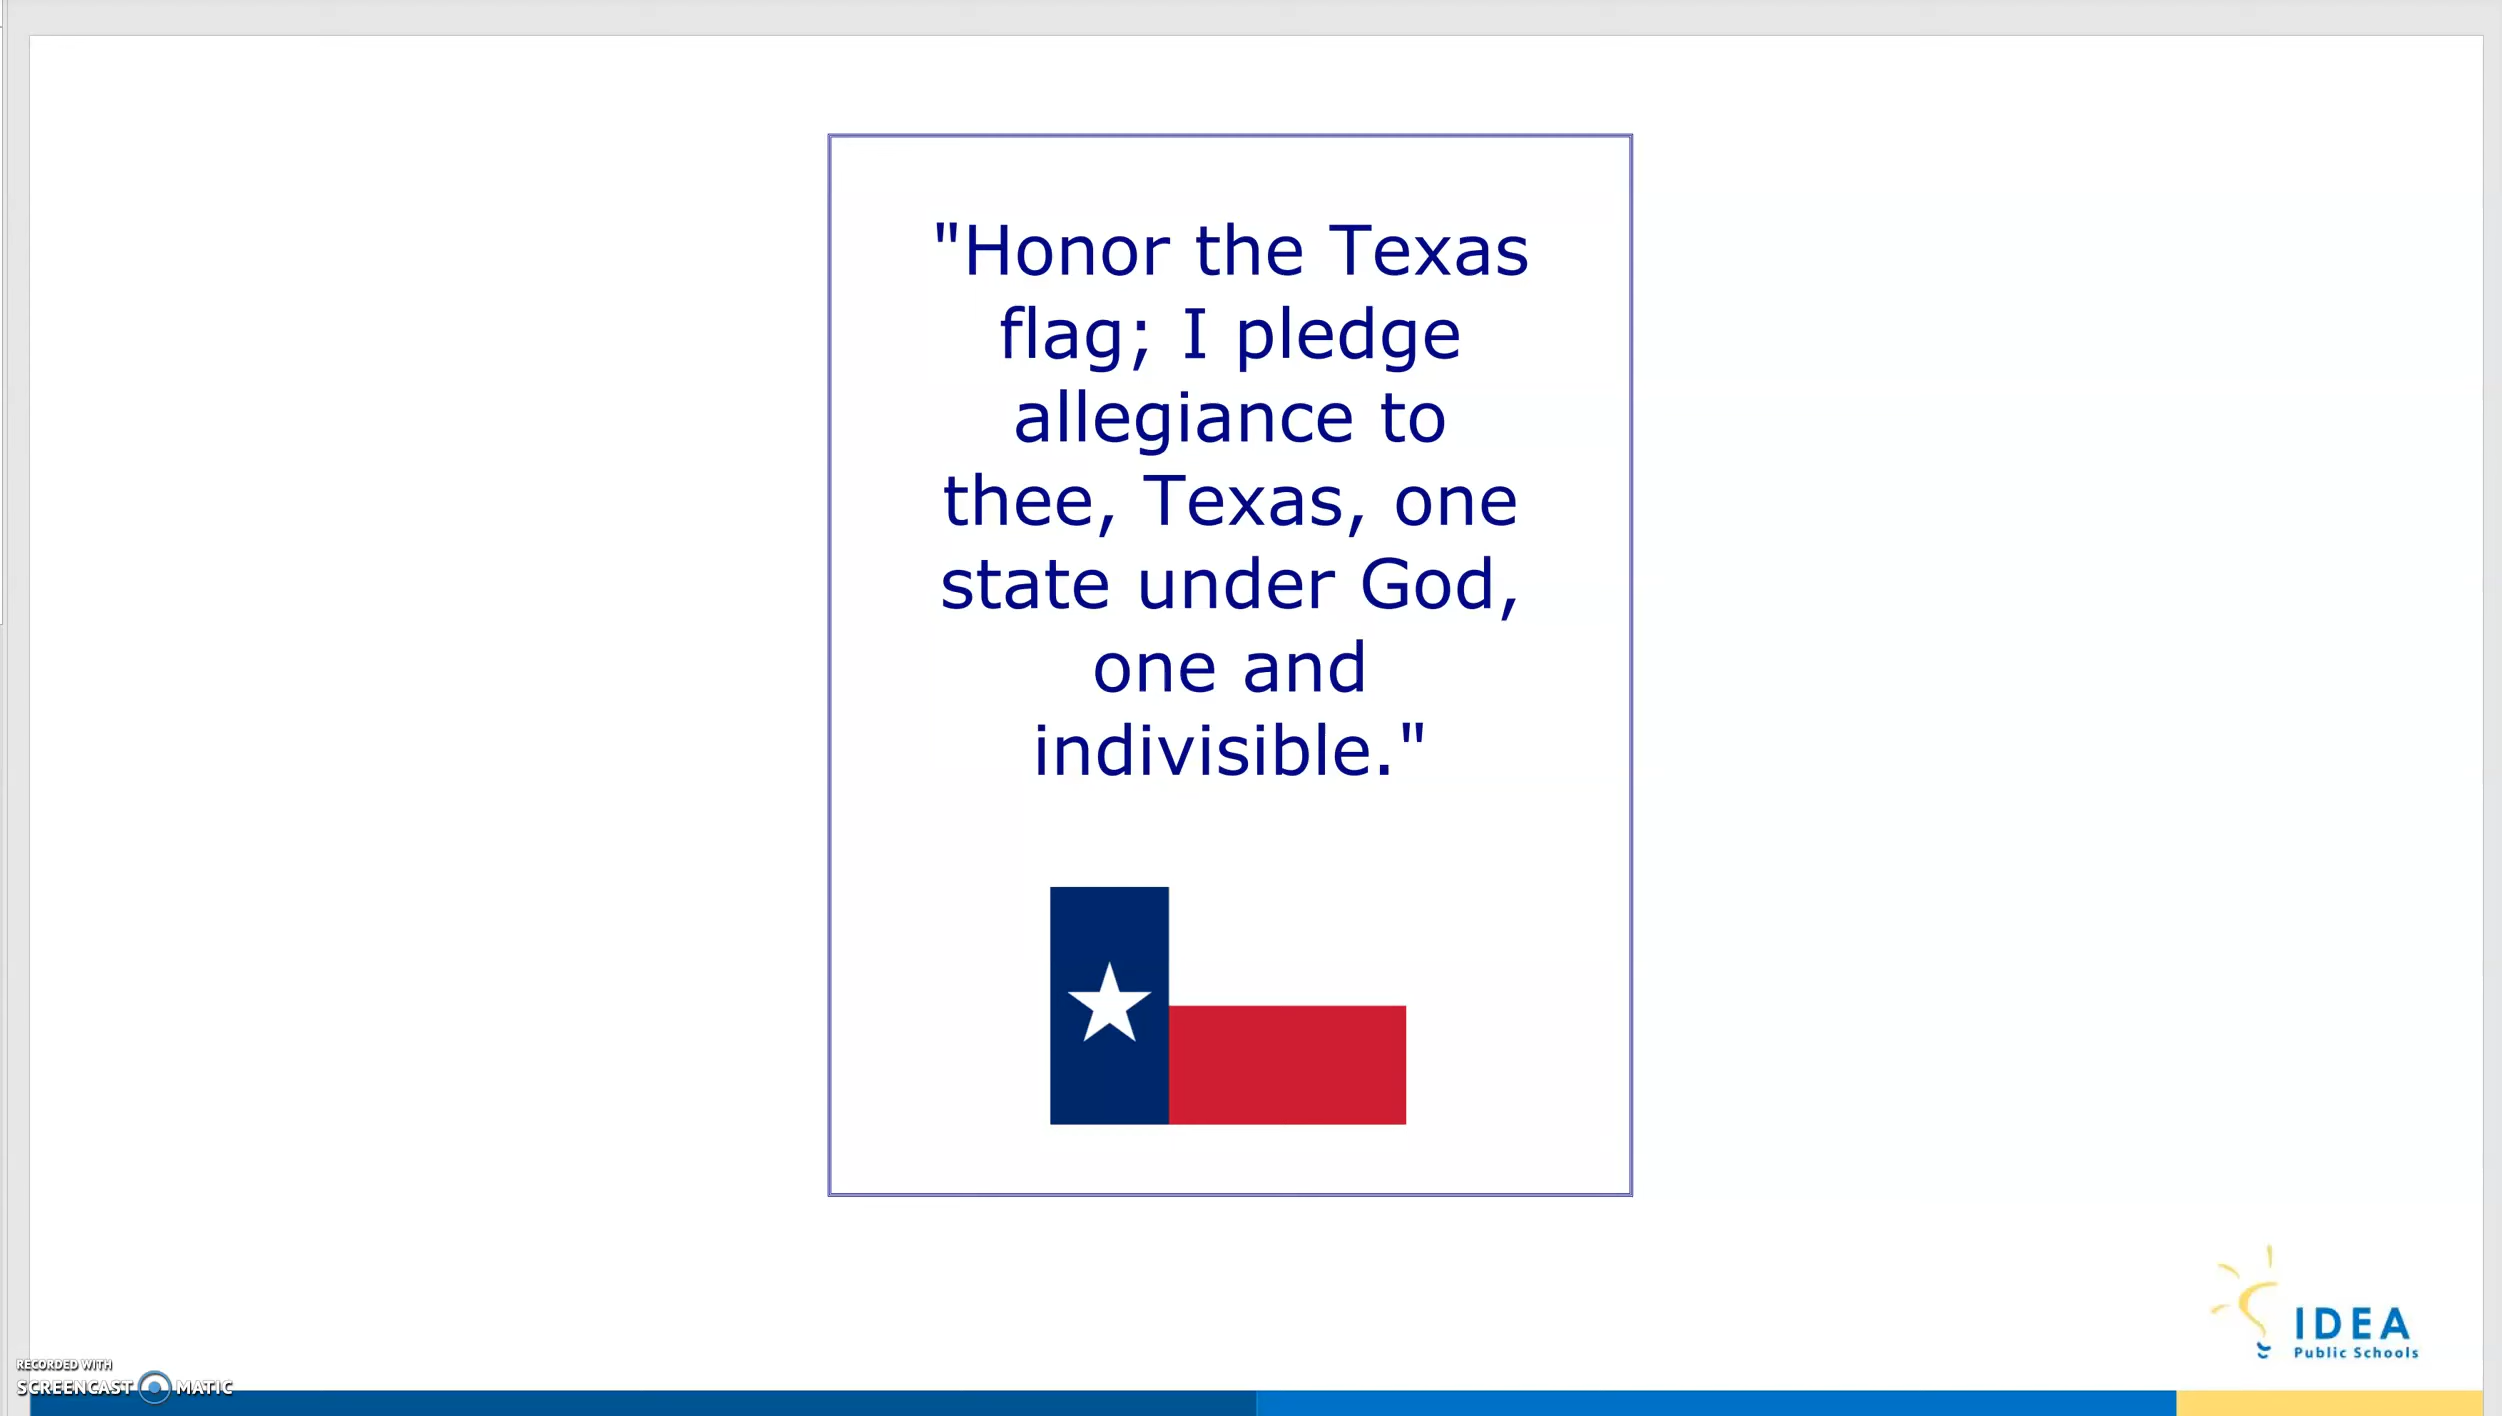 "Honor the Texas
flag; I pledge
allegiance to
thee, Texas, one
state under God,
one and
indivisible."
IDEA
Public Schools
RECORDED WITH
SCREENCAST MATIC